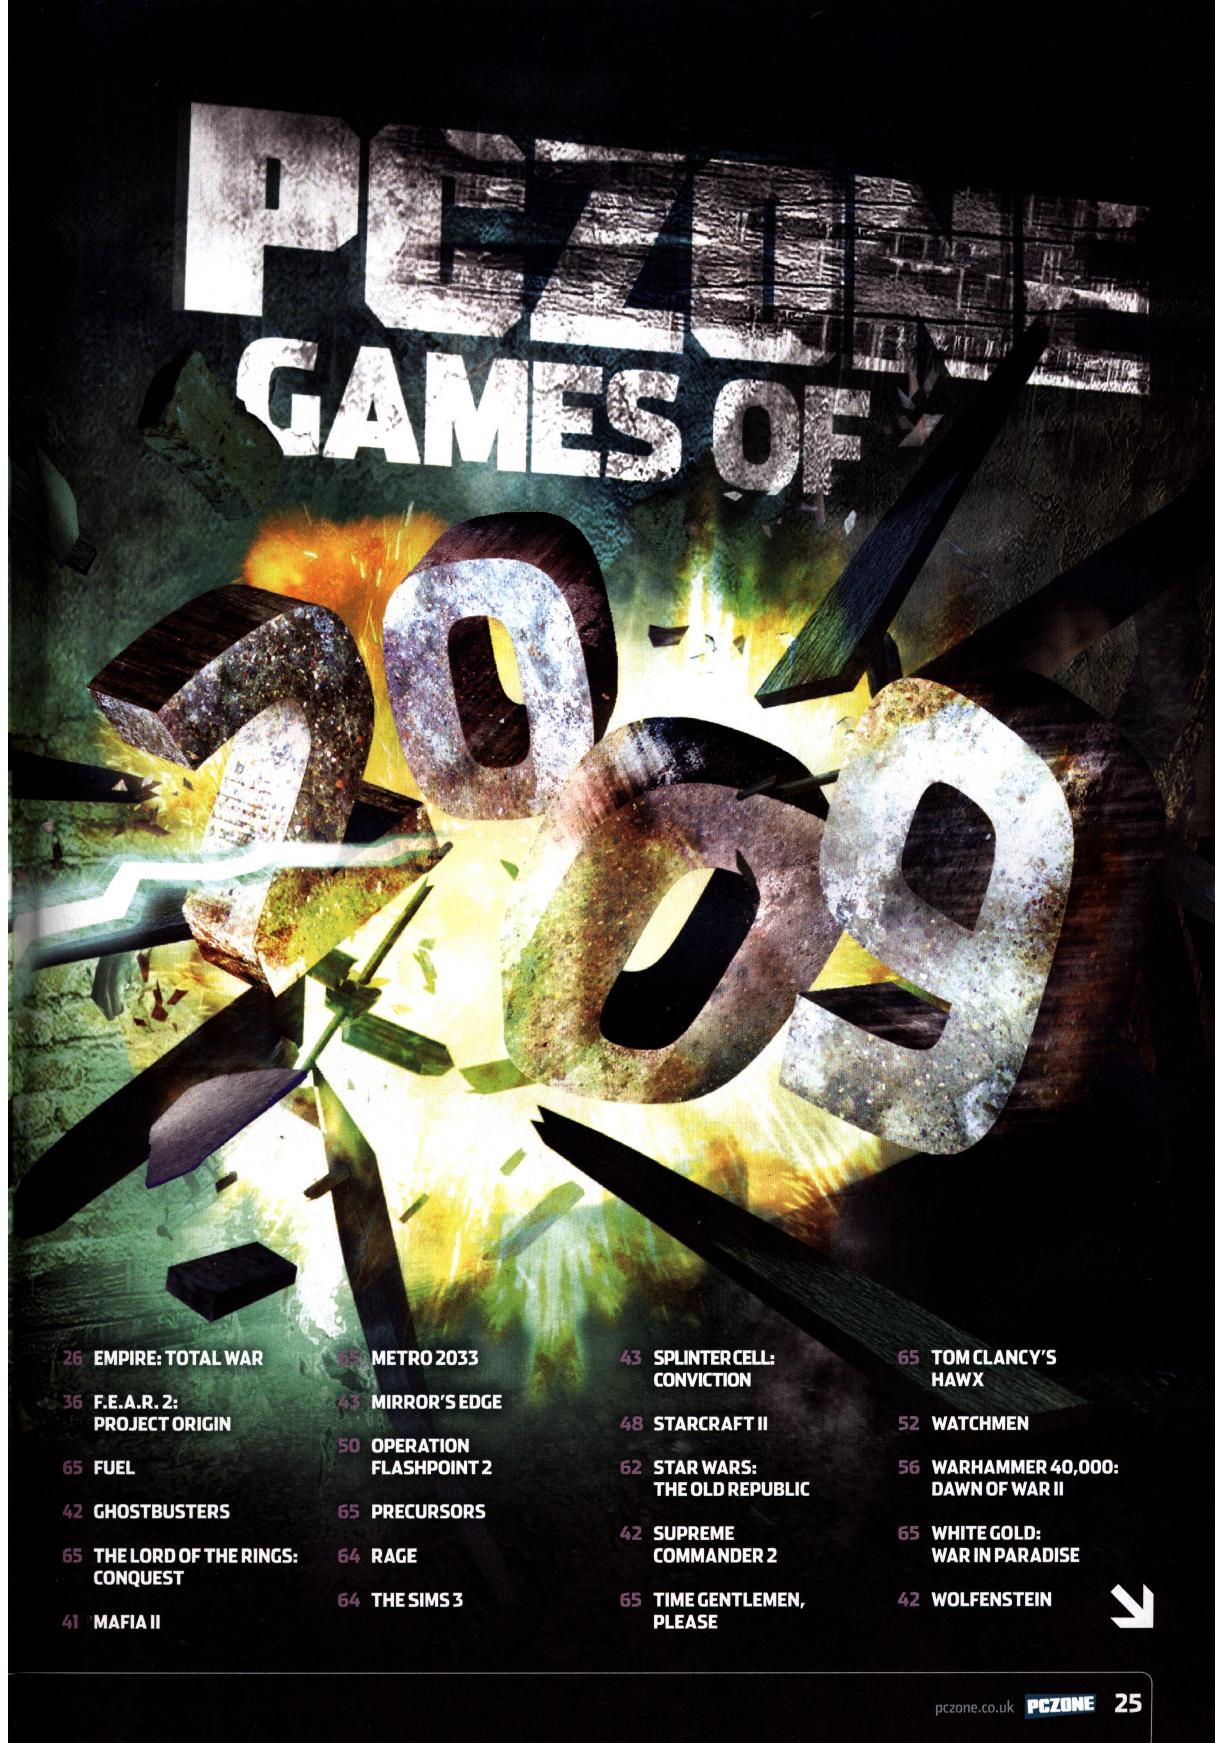 PCZONE
GAMES OF
2009
26 EMPIRE: TOTAL WAR
36 F.E.A.R. 2:
PROJECT ORIGIN
65 FUEL
42 GHOSTBUSTERS
65 THE LORD OF THE RINGS:
CONQUEST
41 MAFIA II
65 METRO 2033
43 MIRROR'S EDGE
50 OPERATION
FLASHPOINT 2
65 PRECURSORS
64 RAGE
64 THE SIMS 3
43 SPLINTER CELL:
CONVICTION
48 STARCRAFT II
62 STAR WARS:
THE OLD REPUBLIC
42 SUPREME
COMMANDER 2
65 TIME GENTLEMEN,
PLEASE
65 TOM CLANCY'S
HAWX
52 WATCHMEN
56 WARHAMMER 40,000:
DAWN OF WAR II
65 WHITE GOLD:
WAR IN PARADISE
42 WOLFENSTEIN
pczone.co.uk PCZONE 25